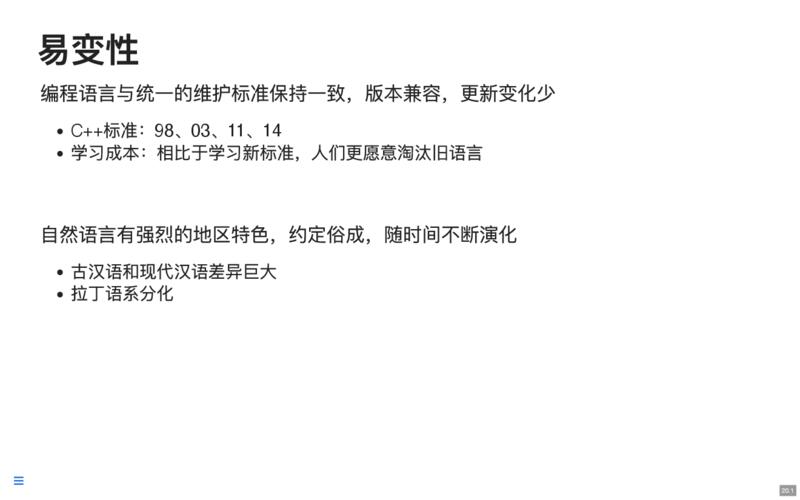 易变性
编程语言与统一的维护标准保持一致，版本兼容，更新变化少
• C++标准：98、03、11、14
• 学习成本：相比于学习新标准，人们更愿意淘汰旧语言
自然语言有强烈的地区特色，约定俗成，随时间不断演化
• 古汉语和现代汉语差异巨大
• 拉丁语系分化
20.1